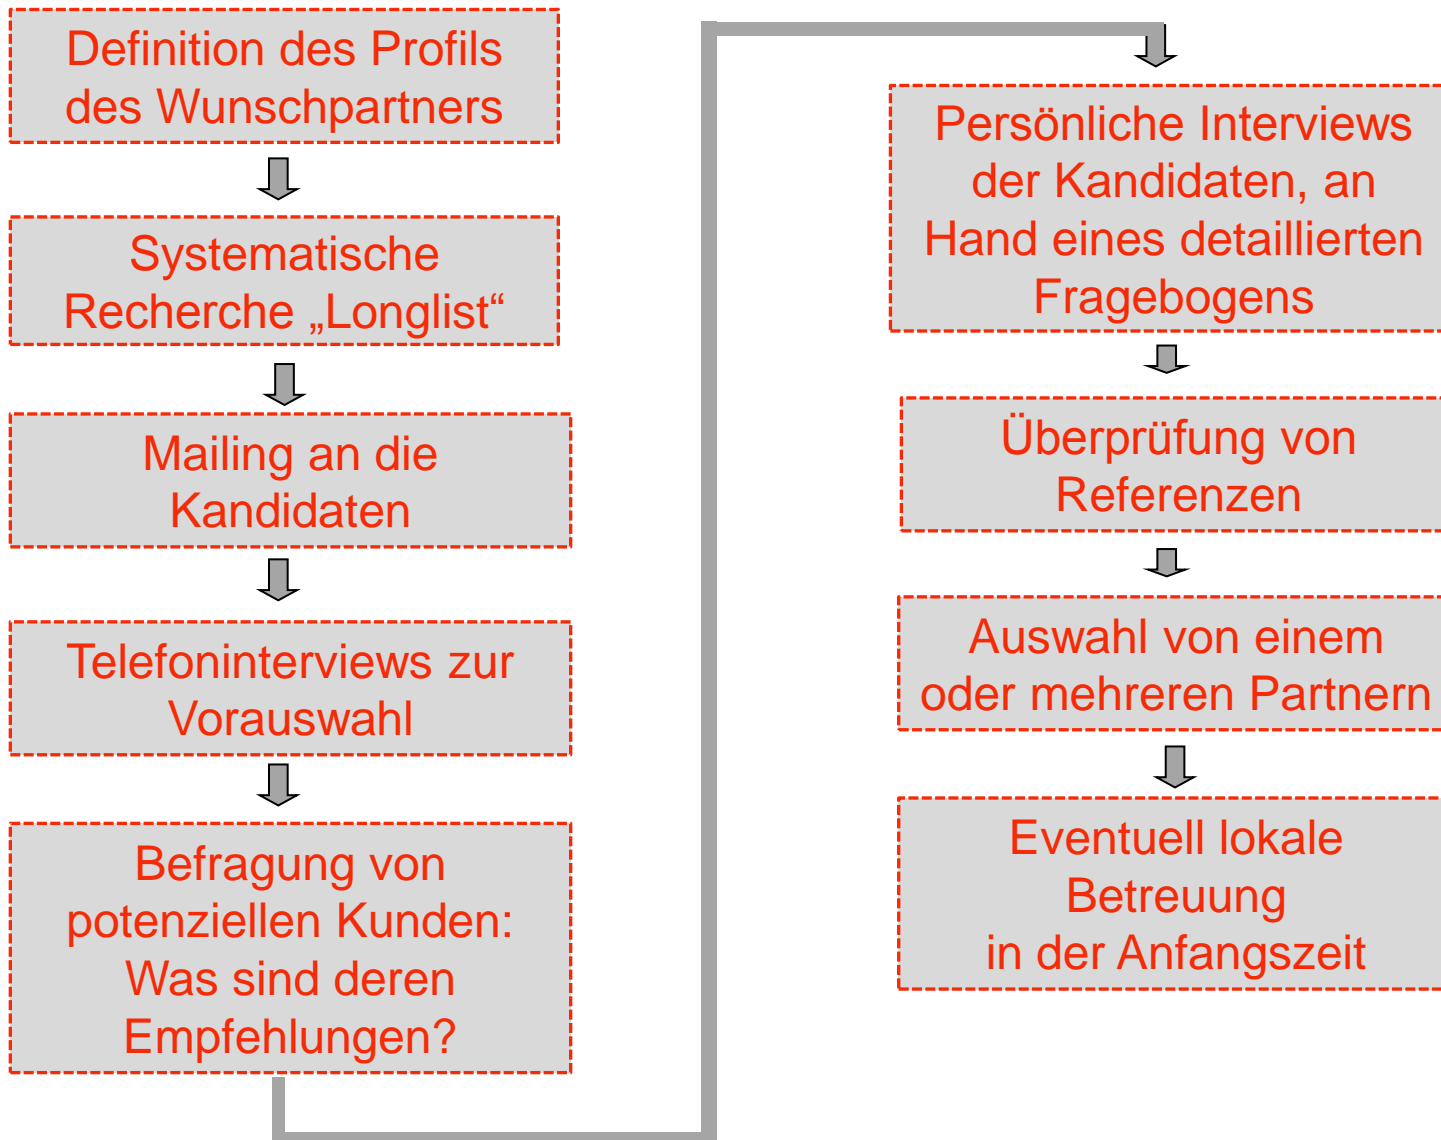 Definition des Profils
des Wunschpartners
Systematische
Recherche „Longlist“
Mailing an die
Kandidaten
Telefoninterviews zur
Vorauswahl
Befragung von
potenziellen Kunden:
Was sind deren
Empfehlungen?
Persönliche Interviews
der Kandidaten, an
Hand eines detaillierten
Fragebogens
Überprüfung von
Referenzen
Auswahl von einem
oder mehreren Partnern
Eventuell lokale
Betreuung
in der Anfangszeit